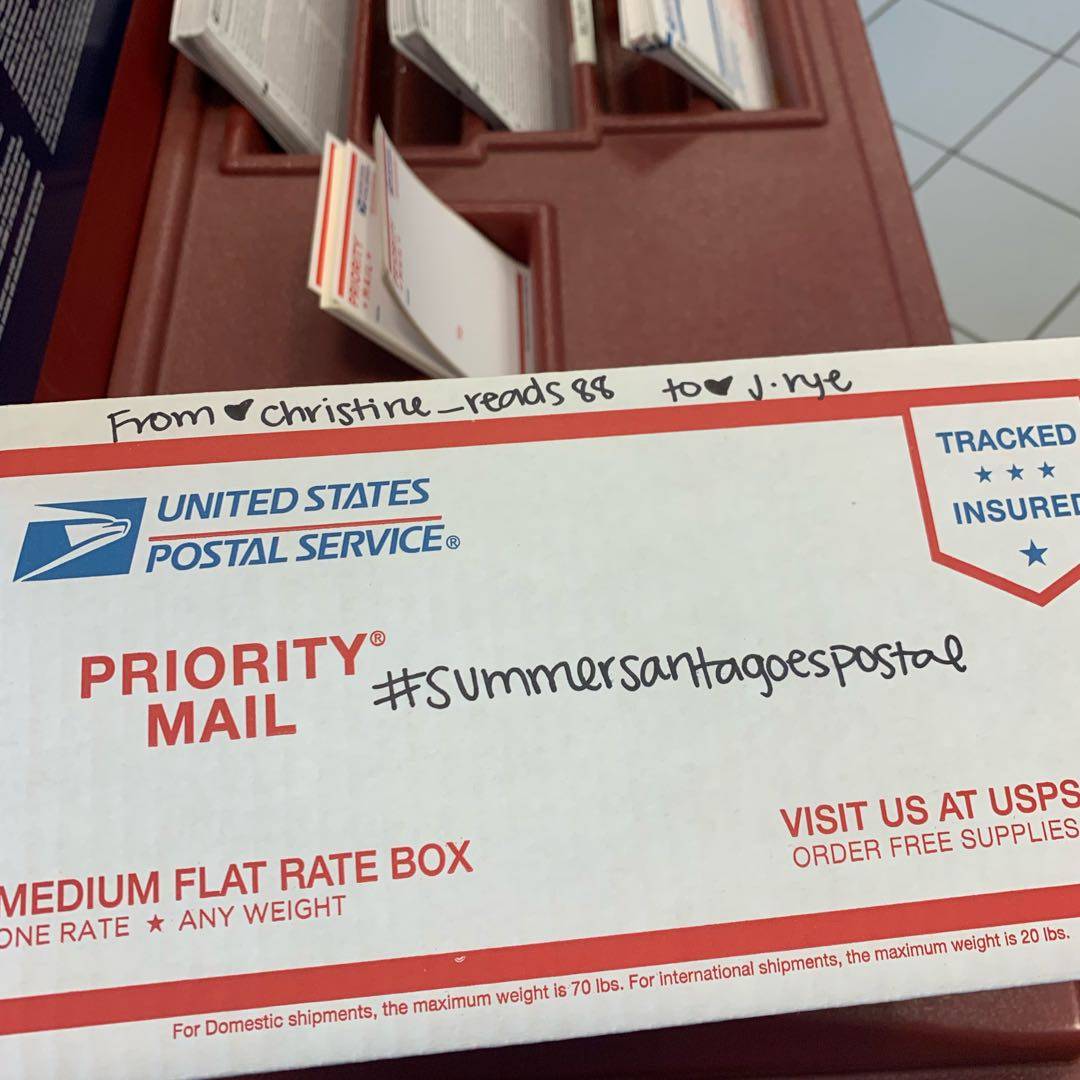 PRIORITY
MAIL
From ♥ christine_reads88 to ♥ j.rye
UNITED STATES
POSTAL SERVICE®
TRACKED
★ ★ ★
INSURED
★
PRIORITY®
MAIL
#summersantagoespostal
VISIT US AT USPS
ORDER FREE SUPPLIES
MEDIUM FLAT RATE BOX
ONE RATE ★ ANY WEIGHT
For Domestic shipments, the maximum weight is 70 lbs. For international shipments, the maximum weight is 20 lbs.